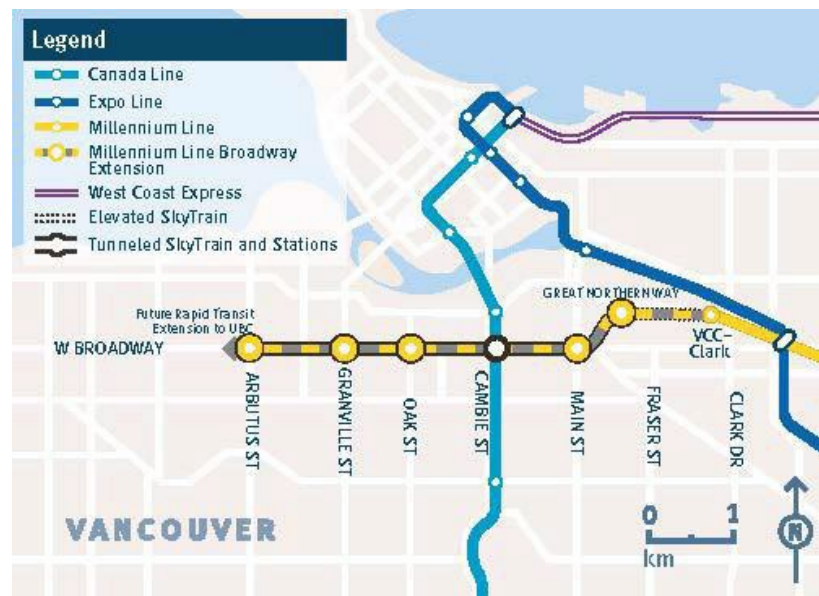 Legend
Canada Line
Expo Line
Millennium Line
Millennium Line Broadway
Extension
West Coast Express
Elevated SkyTrain
Tunneled SkyTrain and Stations
GREAT NORTHERN WAY
Future Rapid Transit
Extension to UBC
W BROADWAY
VCC–
Clark
ARBUTUS ST
GRANVILLE ST
OAK ST
CAMBIE ST
MAIN ST
FRASER ST
CLARK DR
VANCOUVER
0 1
km
N